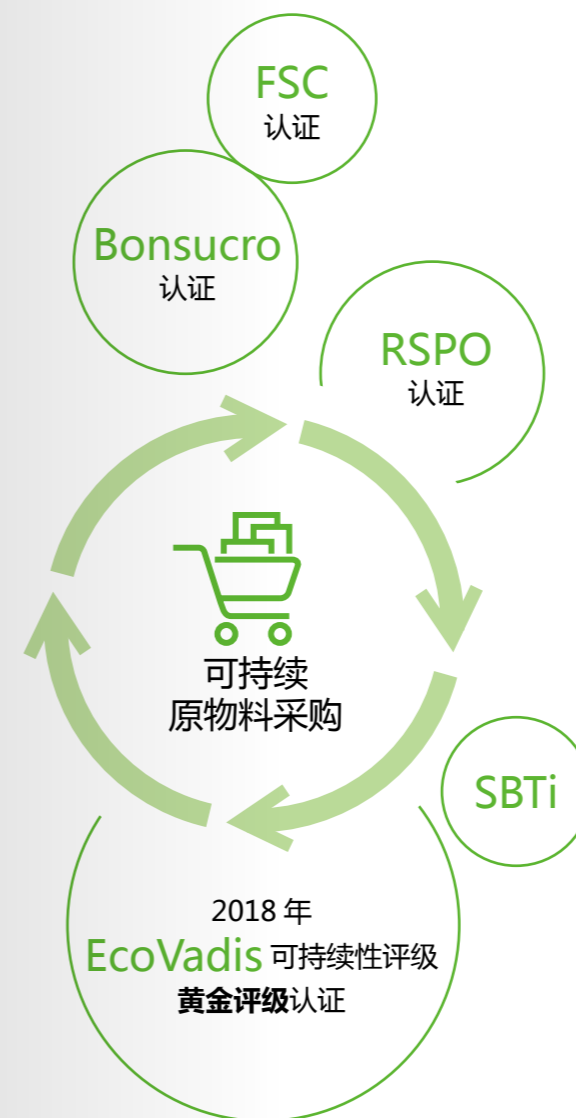 FSC
认证
Bonsucro
认证
RSPO
认证
可持续
原物料采购
SBTi
2018 年
EcoVadis 可持续性评级
黄金评级认证